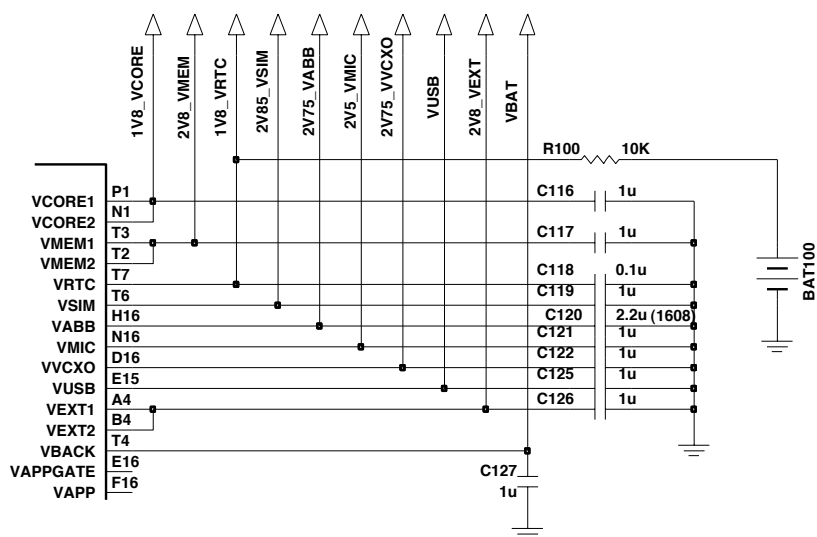 1V8_VCORE
2V8_VMEM
1V8_VRTC
2V85_VSIM
2V75_VABB
2V5_VMIC
2V75_VVCXO
VUSB
2V8_VEXT
VBAT
R100 10K
VCORE1 P1 C116 1u
VCORE2 N1
VMEM1 T3 C117 1u
VMEM2 T2
VRTC T7 C118 0.1u
VSIM T6 C119 1u
VABB H16 C120 2.2u (1608)
VMIC N16 C121 1u
VVCXO D16 C122 1u
VUSB E15 C125 1u
VEXT1 A4 C126 1u
VEXT2 B4
VBACK T4
VAPPGATE E16
VAPP F16
C127
1u
BAT100